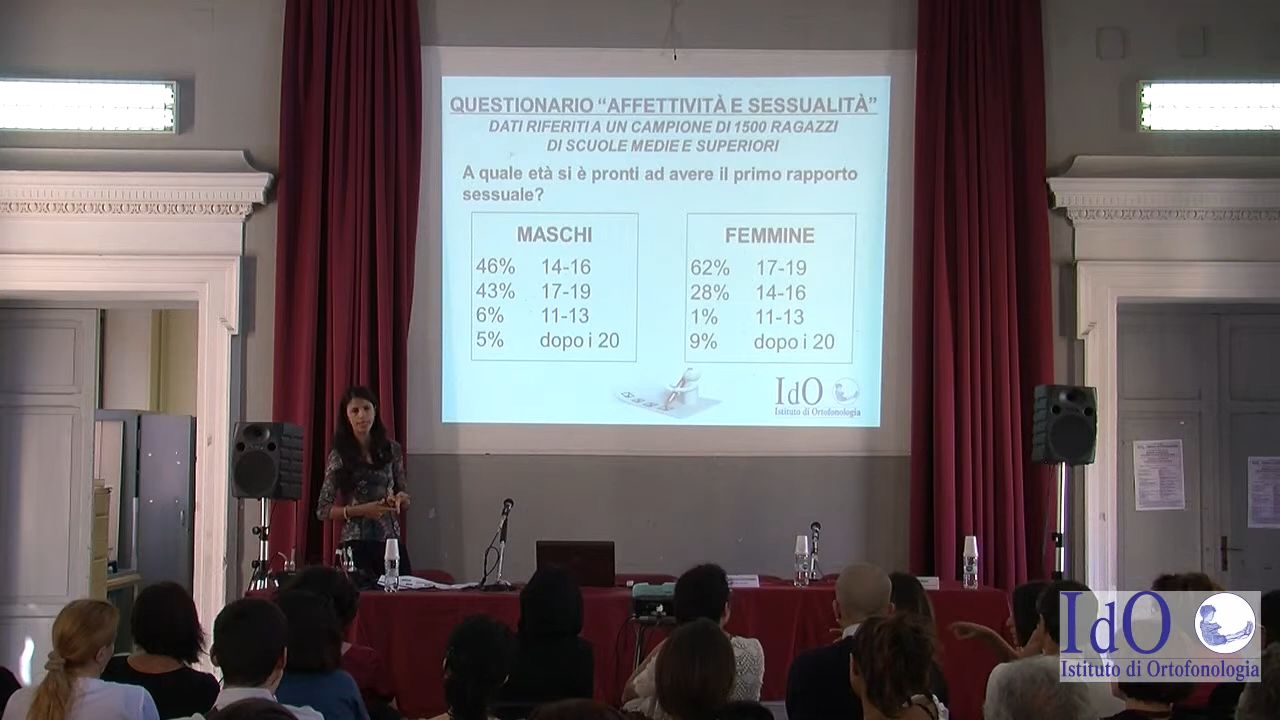 QUESTIONARIO “AFFETTIVITÀ E SESSUALITÀ”
DATI RIFERITI A UN CAMPIONE DI 1500 RAGAZZI
DI SCUOLE MEDIE E SUPERIORI
A quale età si è pronti ad avere il primo rapporto
sessuale?
MASCHI
46% 14-16
43% 17-19
6% 11-13
5% dopo i 20
FEMMINE
62% 17-19
28% 14-16
1% 11-13
9% dopo i 20
IdO
Istituto di Ortofonologia
IdO
Istituto di Ortofonologia